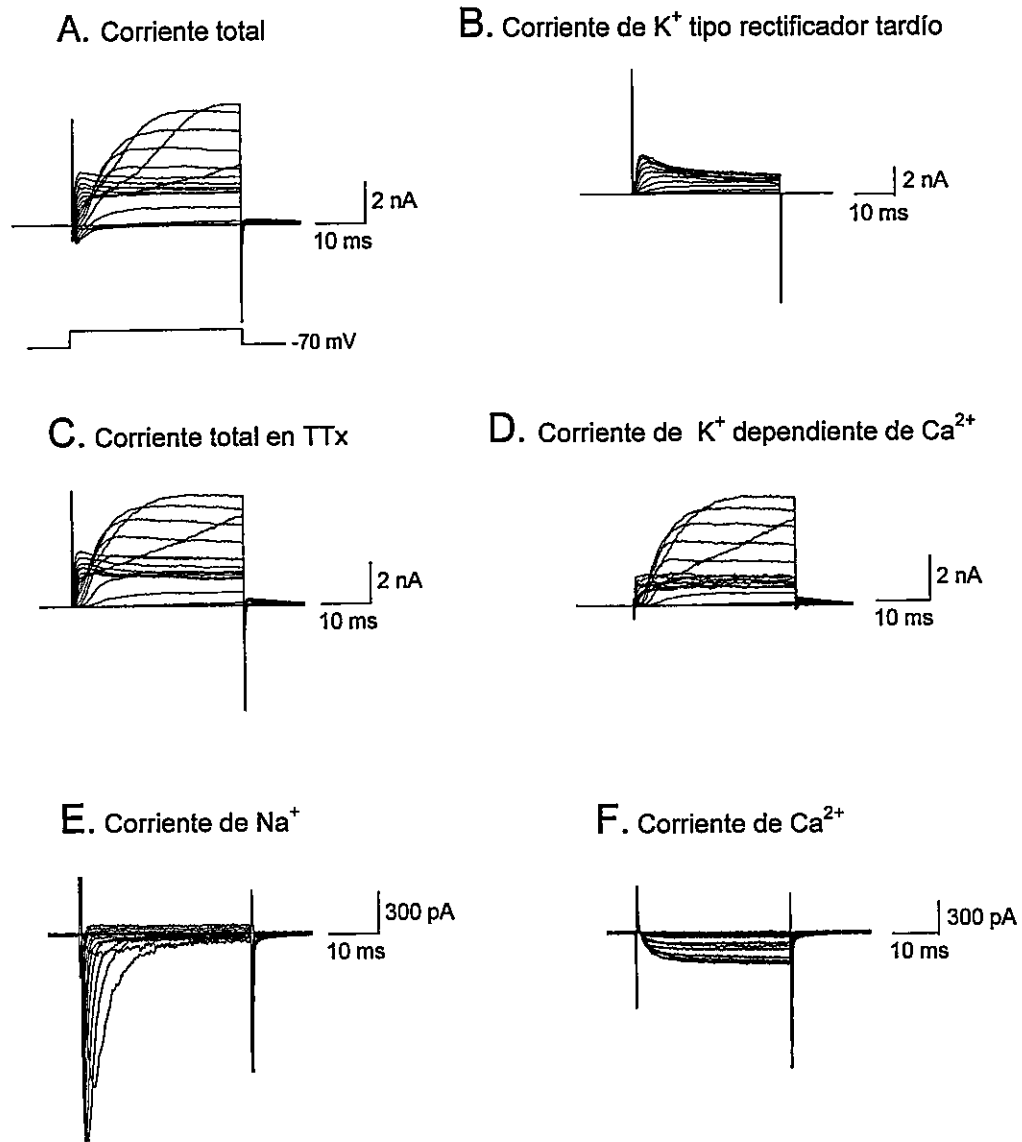 A. Corriente total
B. Corriente de K⁺ tipo rectificador tardío
2 nA
10 ms
2 nA
10 ms
-70 mV
C. Corriente total en TTx
D. Corriente de K⁺ dependiente de Ca²⁺
2 nA
10 ms
2 nA
10 ms
E. Corriente de Na⁺
F. Corriente de Ca²⁺
300 pA
10 ms
300 pA
10 ms